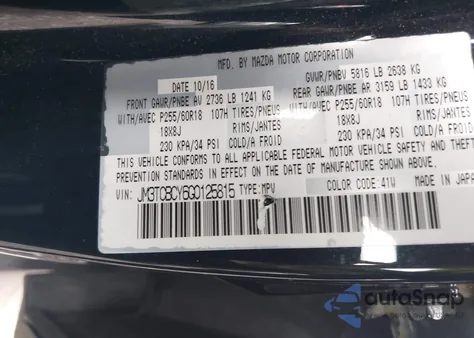 MFD. BY MAZDA MOTOR CORPORATION
DATE 10/16 GVWR/PNBV 5816 LB 2638 KG
FRONT GAWR/PNBE AV 2736 LB 1241 KG REAR GAWR/PNBE AR 3159 LB 1433 KG
WITH/AVEC P255/60R18 107H TIRES/PNEUS WITH/AVEC P255/60R18 107H TIRES/PNEUS
18X8J RIMS/JANTES 18X8J RIMS/JANTES
230 KPA/34 PSI COLD/A FROID 230 KPA/34 PSI COLD/A FROID
THIS VEHICLE CONFORMS TO ALL APPLICABLE FEDERAL MOTOR VEHICLE SAFETY, BUMPER, AND THEFT
PREVENTION STANDARDS IN EFFECT ON THE DATE OF MANUFACTURE SHOWN ABOVE.
VIN: JM3TC8CY6G0125815 TYPE: MPV COLOR CODE: 41W JAP
autoSnap